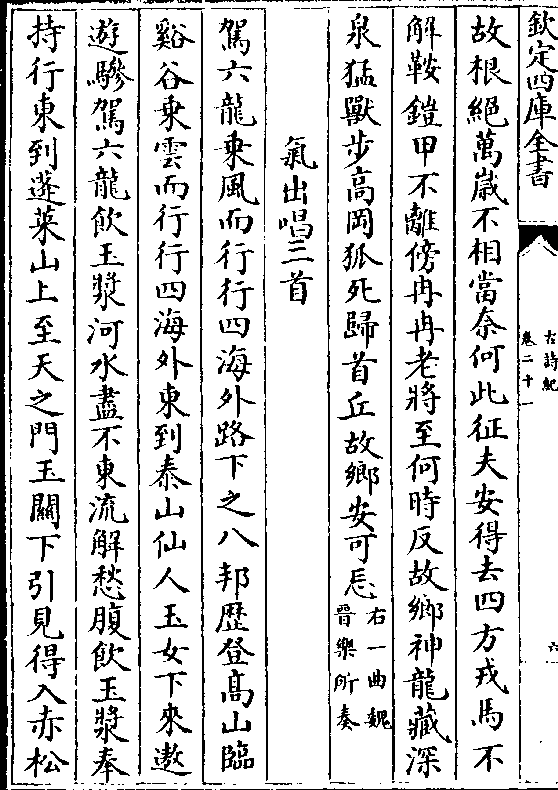 欽定四庫全書
古詩紀
卷二十一
六
故根絕萬歲不相當奈何此征夫安得去四方戎馬不
解鞍鎧甲不離傍冉冉老將至何時反故鄉神龍藏深
泉猛獸步高岡狐死歸首丘故鄉安可忘右一曲魏
晉樂所奏
氣出唱三首
駕六龍乗風而行行四海外路下之八邦歴登髙山臨
谿谷乗雲而行行四海外東到泰山仙人玉女下來遨
遊驂駕六龍飲玉漿河水盡不東流解愁腹飲玉漿奉
持行東到蓬萊山上至天之門玉闕下引見得入赤松